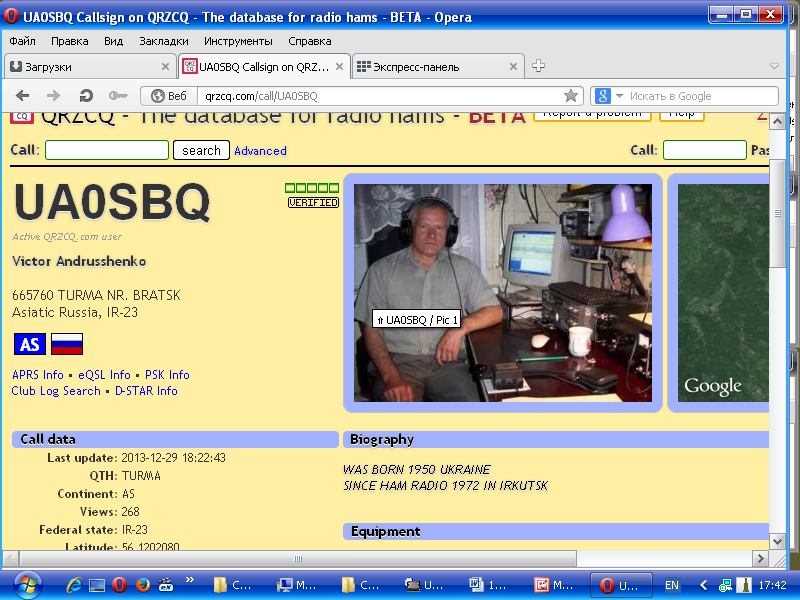 UA0SBQ Callsign on QRZCQ - The database for radio hams - BETA - Opera
Файл Правка Вид Закладки Инструменты Справка
Загрузки UA0SBQ Callsign on QRZ... Экспресс-панель
Веб qrzcq.com/call/UA0SBQ Искать в Google
QRZCQ - The database for radio hams - BETA Report a problem Help
Call: search Advanced Call: Pas
UA0SBQ
VERIFIED
Active QRZCQ.com user
Victor Andrusshenko
665760 TURMA NR. BRATSK
Asiatic Russia, IR-23
AS
APRS Info • eQSL Info • PSK Info
Club Log Search • D-STAR Info
⇑ UA0SBQ / Pic 1
Google
Call data
Last update: 2013-12-29 18:22:43
QTH: TURMA
Continent: AS
Views: 268
Federal state: IR-23
Latitude: 56.1202080
Biography
WAS BORN 1950 UKRAINE
SINCE HAM RADIO 1972 IN IRKUTSK
Equipment
С... М... С... U... 1... М... U... EN 17:42